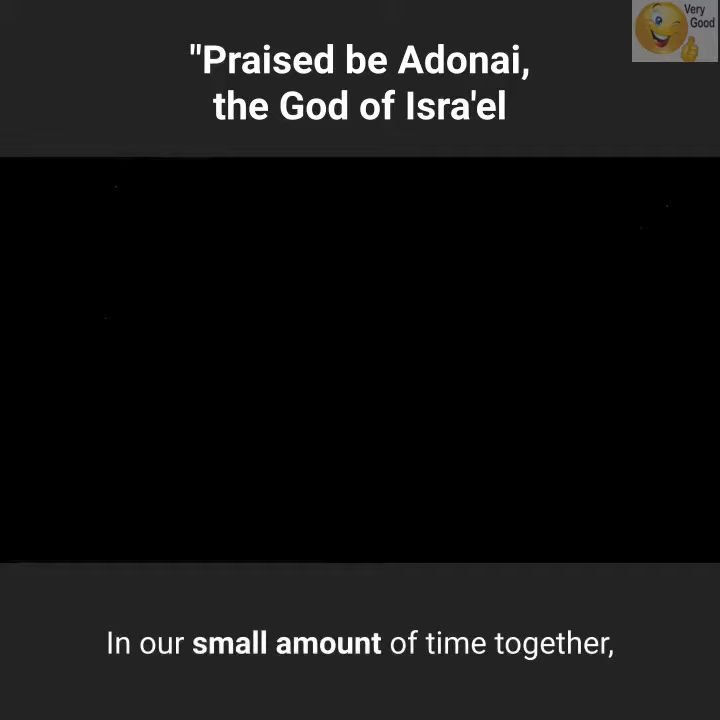 "Praised be Adonai,
the God of Isra'el
Very
Good
In our small amount of time together,